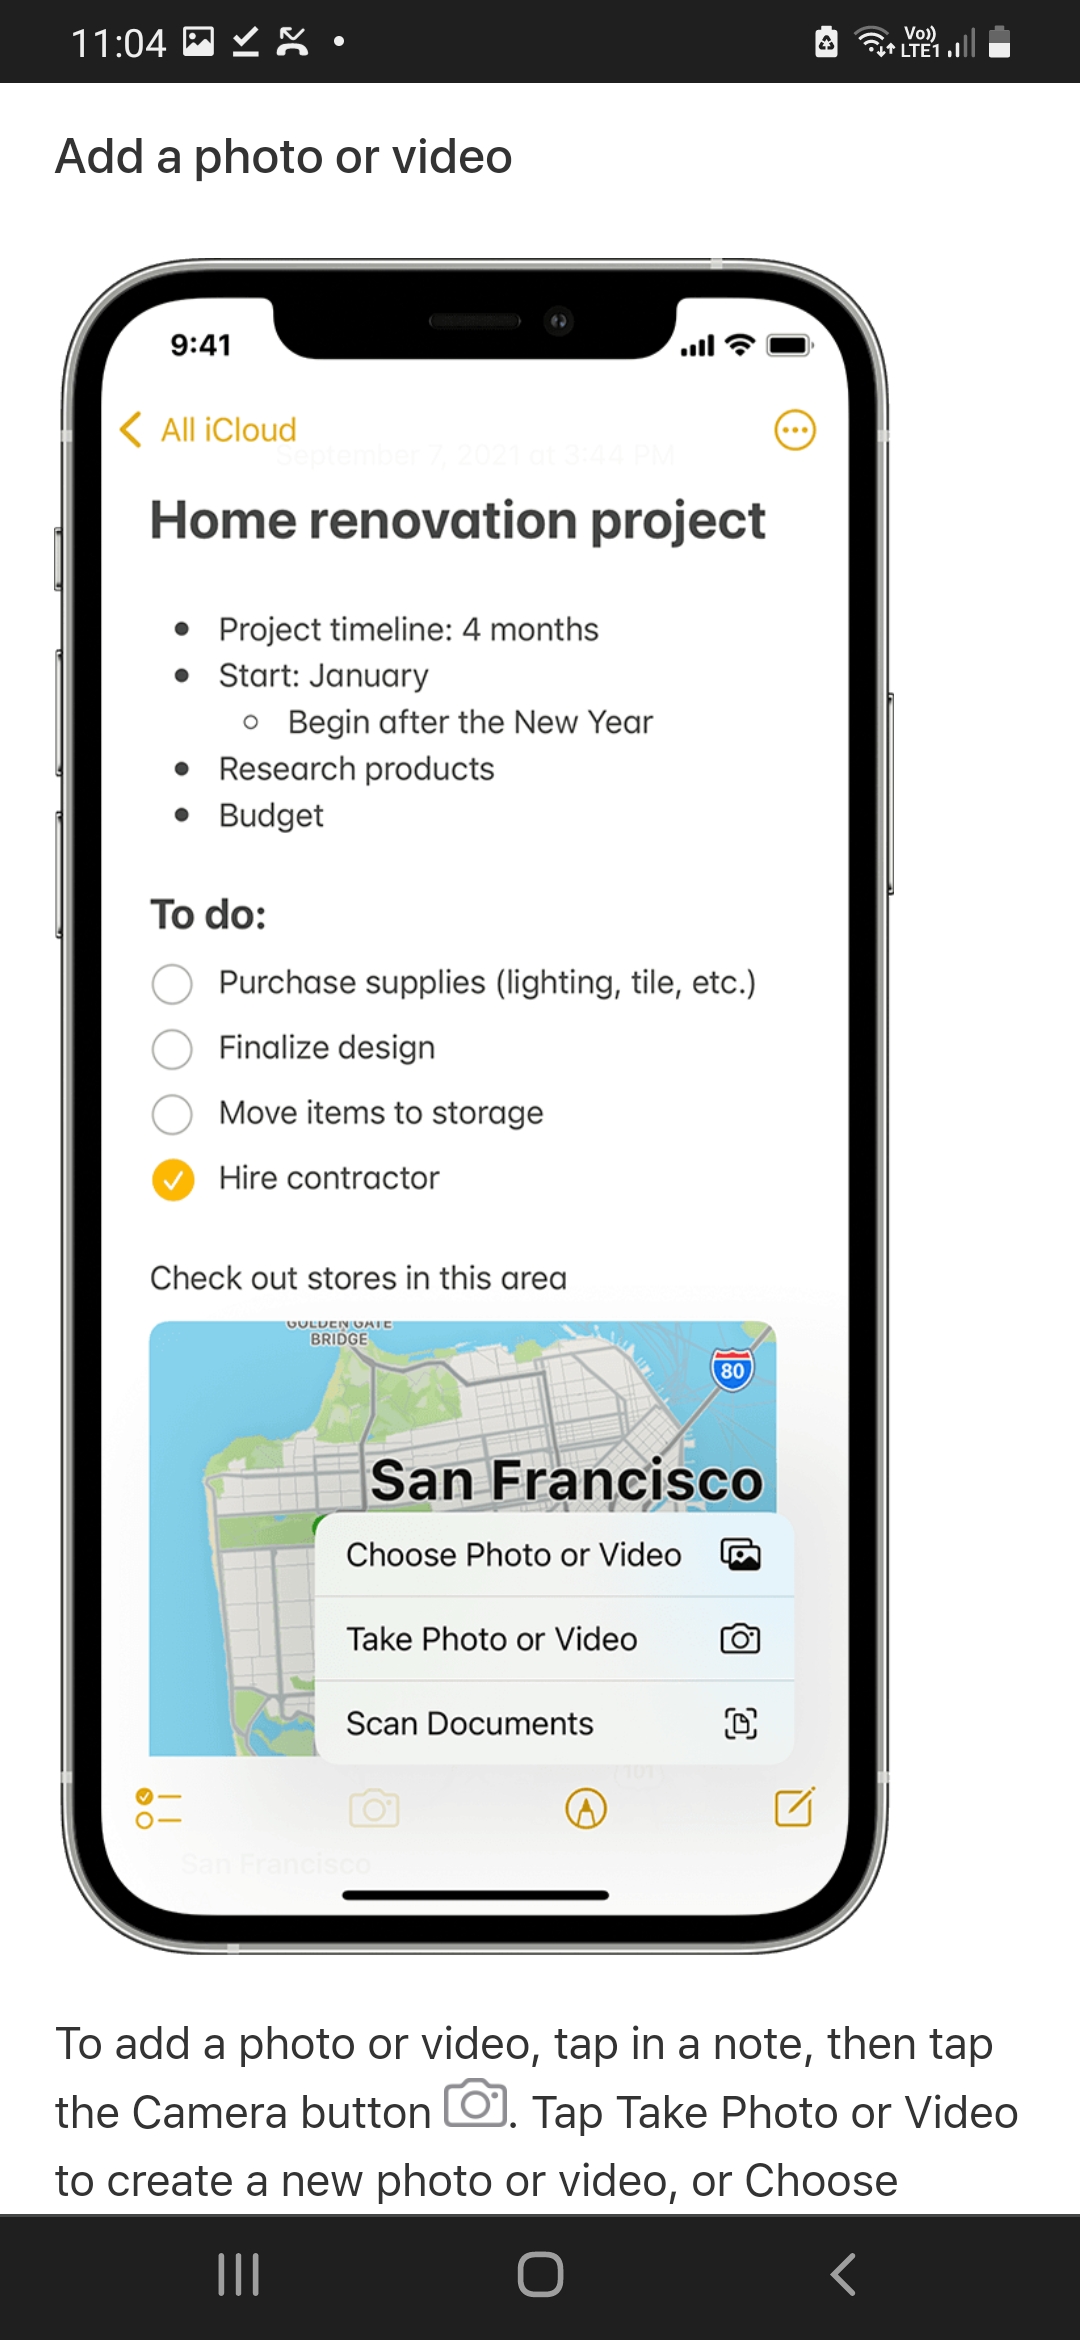 11:04
Vo))
LTE1
Add a photo or video
9:41
All iCloud
September 7, 2021 at 3:44 PM
Home renovation project
• Project timeline: 4 months
• Start: January
○ Begin after the New Year
• Research products
• Budget
To do:
Purchase supplies (lighting, tile, etc.)
Finalize design
Move items to storage
Hire contractor
Check out stores in this area
GOLDEN GATE
BRIDGE
80
San Francisco
Choose Photo or Video
Take Photo or Video
Scan Documents
101
San Francisco
To add a photo or video, tap in a note, then tap
the Camera button . Tap Take Photo or Video
to create a new photo or video, or Choose